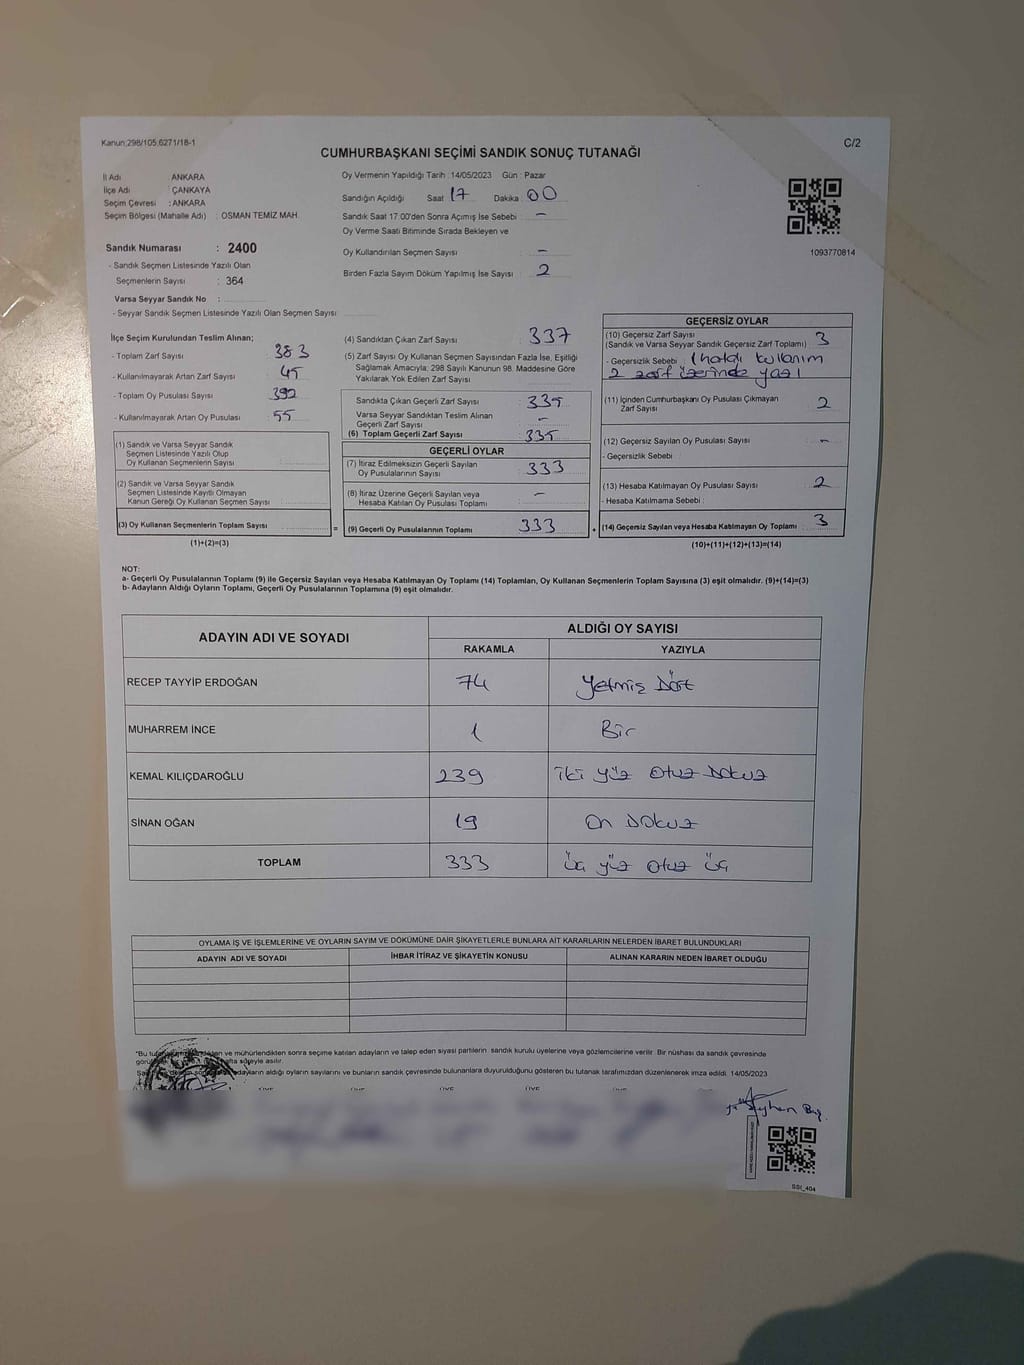 Kanun;298/105,6271/18-1
C/2
CUMHURBAŞKANI SEÇİMİ SANDIK SONUÇ TUTANAĞI
İl Adı ANKARA
İlçe Adı : ÇANKAYA
Seçim Çevresi : ANKARA
Seçim Bölgesi (Mahalle Adı) : OSMAN TEMİZ MAH.
Oy Vermenin Yapıldığı Tarih :14/05/2023 Gün : Pazar
Sandığın Açıldığı Saat 17 Dakika : 00
Sandık Saat 17:00'den Sonra Açımış İse Sebebi : -
Oy Verme Saati Bitiminde Sırada Bekleyen ve
Oy Kullandırılan Seçmen Sayısı : -
Birden Fazla Sayım Döküm Yapılmış İse Sayısı : 2
1093770814
Sandık Numarası : 2400
- Sandık Seçmen Listesinde Yazılı Olan
Seçmenlerin Sayısı : 364
Varsa Seyyar Sandık No :
- Seyyar Sandık Seçmen Listesinde Yazılı Olan Seçmen Sayısı
İlçe Seçim Kurulundan Teslim Alınan;
- Toplam Zarf Sayısı 383
- Kullanılmayarak Artan Zarf Sayısı 45
- Toplam Oy Pusulası Sayısı 392
- Kullanılmayarak Artan Oy Pusulası : 55
(1) Sandık ve Varsa Seyyar Sandık
Seçmen Listesinde Yazılı Olup
Oy Kullanan Seçmenlerin Sayısı :
(2) Sandık ve Varsa Seyyar Sandık
Seçmen Listesinde Kayıtlı Olmayan
Kanun Gereği Oy Kullanan Seçmen Sayısı :
(3) Oy Kullanan Seçmenlerin Toplam Sayısı =
(1)+(2)=(3)
(4) Sandıktan Çıkan Zarf Sayısı : 337
(5) Zarf Sayısı Oy Kullanan Seçmen Sayısından Fazla İse, Eşitliği
Sağlamak Amacıyla; 298 Sayılı Kanunun 98. Maddesine Göre
Yakılarak Yok Edilen Zarf Sayısı
Sandıkta Çıkan Geçerli Zarf Sayısı : 335
Varsa Seyyar Sandıktan Teslim Alınan
Geçerli Zarf Sayısı : -
(6) Toplam Geçerli Zarf Sayısı : 335
GEÇERLİ OYLAR
(7) İtiraz Edilmeksizin Geçerli Sayılan
Oy Pusulalarının Sayısı : 333
(8) İtiraz Üzerine Geçerli Sayılan veya
Hesaba Katılan Oy Pusulası Toplamı : -
(9) Geçerli Oy Pusulalarının Toplamı : 333 +
GEÇERSİZ OYLAR
(10) Geçersiz Zarf Sayısı
(Sandık ve Varsa Seyyar Sandık Geçersiz Zarf Toplamı) : 3
- Geçersizlik Sebebi : 1 hatalı kullanım
2 zarf üzerinde yazı
(11) İçinden Cumhurbaşkanı Oy Pusulası Çıkmayan
Zarf Sayısı : 2
(12) Geçersiz Sayılan Oy Pusulası Sayısı : -
- Geçersizlik Sebebi :
(13) Hesaba Katılmayan Oy Pusulası Sayısı : 2
- Hesaba Katılmama Sebebi :
(14) Geçersiz Sayılan veya Hesaba Katılmayan Oy Toplamı : 3
(10)+(11)+(12)+(13)=(14)
NOT:
a- Geçerli Oy Pusulalarının Toplamı (9) ile Geçersiz Sayılan veya Hesaba Katılmayan Oy Toplamı (14) Toplamları, Oy Kullanan Seçmenlerin Toplam Sayısına (3) eşit olmalıdır. (9)+(14)=(3)
b- Adayların Aldığı Oyların Toplamı, Geçerli Oy Pusulalarının Toplamına (9) eşit olmalıdır.
ADAYIN ADI VE SOYADI ALDIĞI OY SAYISI
RAKAMLA YAZIYLA
RECEP TAYYİP ERDOĞAN 74 Yetmiş Dört
MUHARREM İNCE 1 Bir
KEMAL KILIÇDAROĞLU 239 İki yüz otuz Dokuz
SİNAN OĞAN 19 On Dokuz
TOPLAM 333 Üç yüz otuz üç
OYLAMA İŞ VE İŞLEMLERİNE VE OYLARIN SAYIM VE DÖKÜMÜNE DAİR ŞİKAYETLERLE BUNLARA AİT KARARLARIN NELERDEN İBARET BULUNDUKLARI
ADAYIN ADI VE SOYADI İHBAR İTİRAZ VE ŞİKAYETİN KONUSU ALINAN KARARIN NEDEN İBARET OLDUĞU
*Bu ve mühürlendikten sonra seçime katılan adayların ve talep eden siyasi partilerin sandık kurulu üyelerine veya gözlemcilerine verilir. Bir nüshası da sandık çevresinde
hafta süreyle asılır.
adayların aldığı oyların sayılarını ve bunların sandık çevresinde bulunanlara duyurulduğunu gösteren bu tutanak tarafımızdan düzenlenerek imza edildi. 14/05/2023
ÜYE ÜYE ÜYE ÜYE
SSI_404